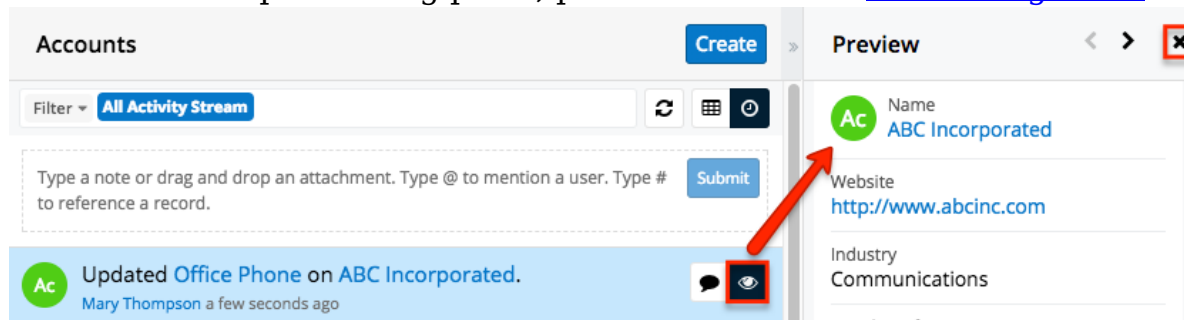 Accounts
Create
»
Preview
Filter
All Activity Stream
Type a note or drag and drop an attachment. Type @ to mention a user. Type #
to reference a record.
Submit
Ac
Updated Office Phone on ABC Incorporated.
Mary Thompson a few seconds ago
Ac
Name
ABC Incorporated
Website
http://www.abcinc.com
Industry
Communications